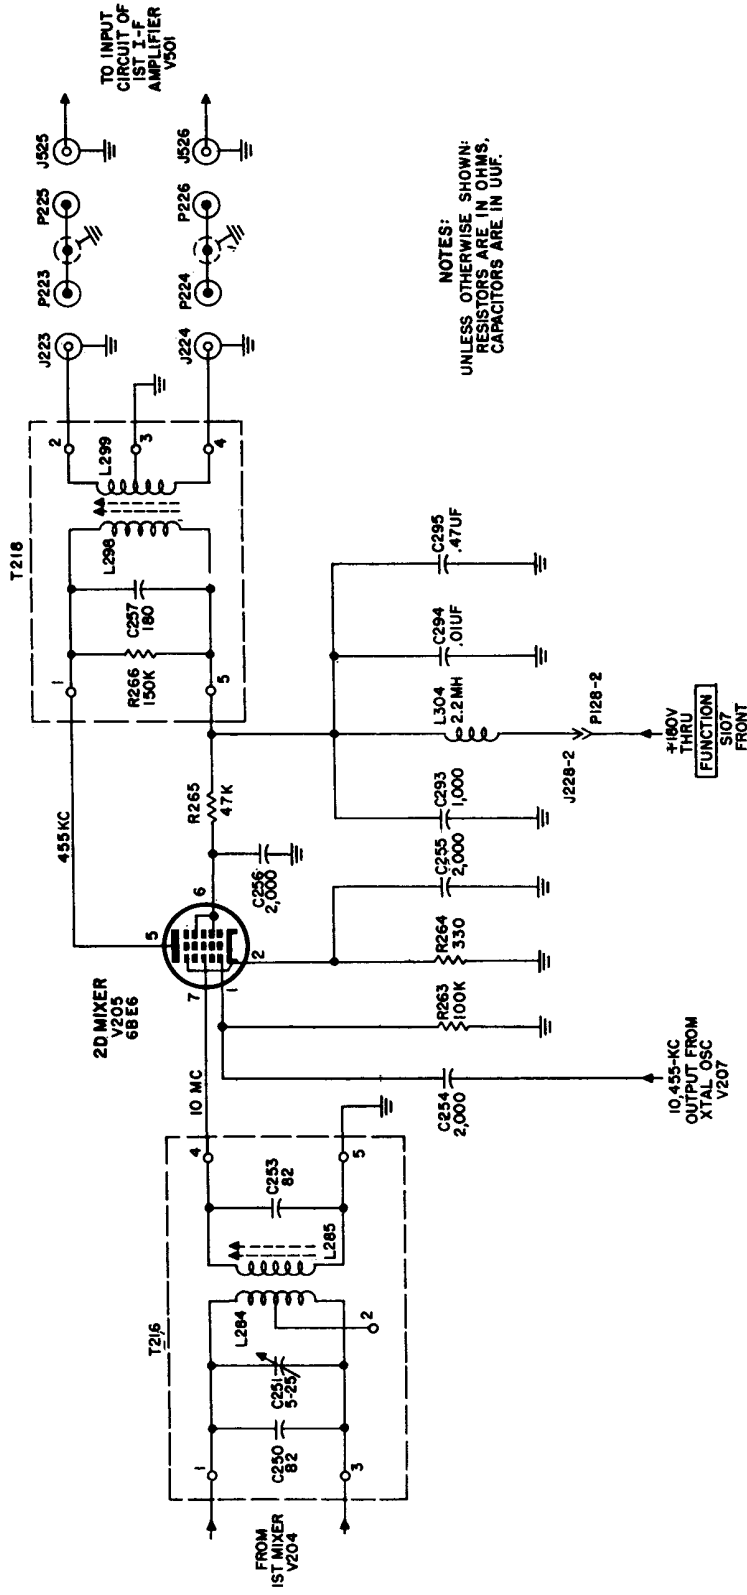 TO INPUT
CIRCUIT OF
1ST I-F
AMPLIFIER
V501
J525
J526
P225
P226
P223
P224
J223
J224
NOTES:
UNLESS OTHERWISE SHOWN:
RESISTORS ARE IN OHMS,
CAPACITORS ARE IN UUF.
T218
2
3
4
L299
L298
C257
180
R266
150K
1
5
C295
.47UF
C294
.01UF
L304
2.2MH
J228-2
P128-2
+180V
THRU
FUNCTION
S107
FRONT
455KC
R265
47K
C256
2,000
C293
1,000
C255
2,000
R264
330
R263
100K
2D MIXER
V205
6BE6
5
6
7
1
2
10 MC
C254
2,000
10,455-KC
OUTPUT FROM
XTAL OSC
V207
T216
4
5
C253
82
L285
L284
2
C251
5-25
C250
82
1
3
FROM
1ST MIXER
V204